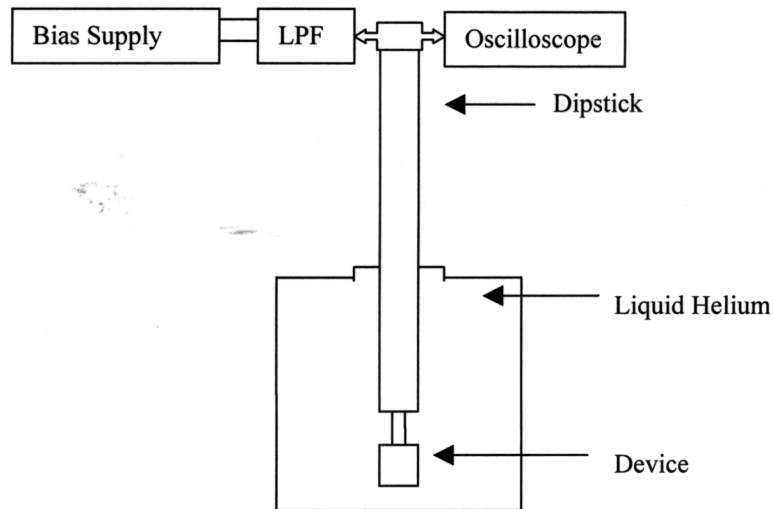 Bias Supply
LPF
Oscilloscope
Dipstick
Liquid Helium
Device